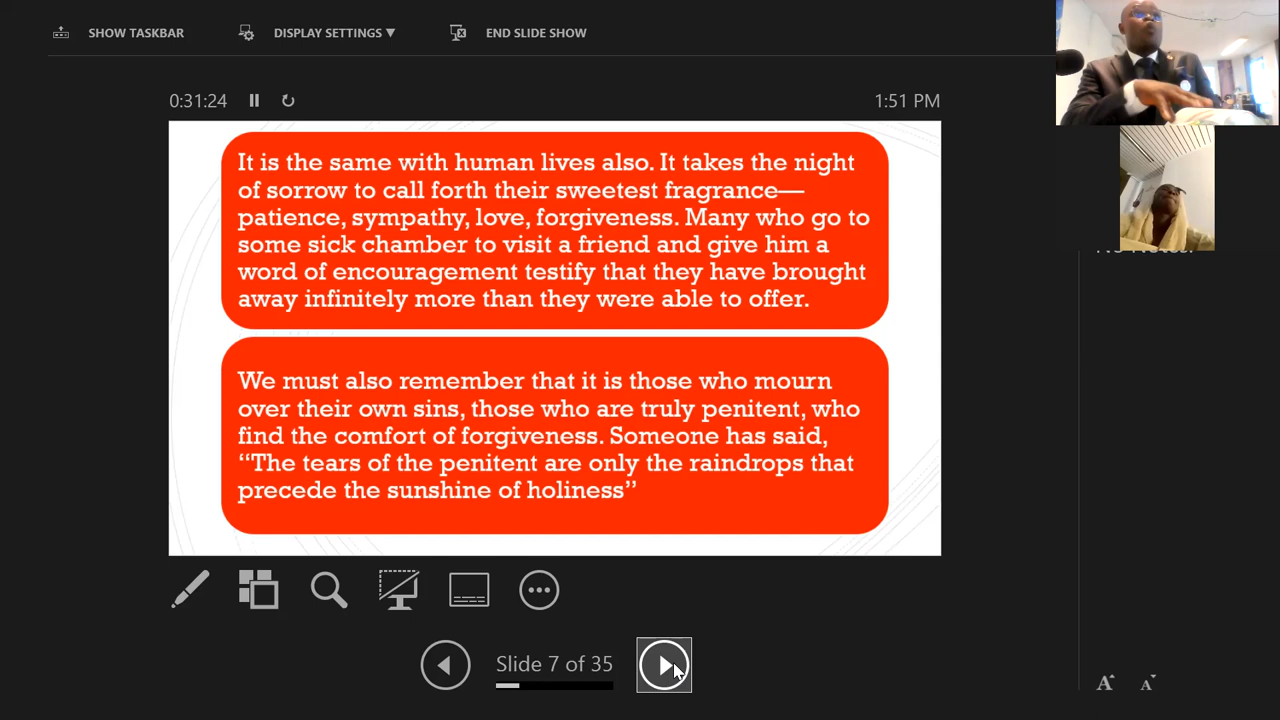 SHOW TASKBAR
DISPLAY SETTINGS ▼
END SLIDE SHOW
0:31:24
1:51 PM
It is the same with human lives also. It takes the night
of sorrow to call forth their sweetest fragrance—
patience, sympathy, love, forgiveness. Many who go to
some sick chamber to visit a friend and give him a
word of encouragement testify that they have brought
away infinitely more than they were able to offer.
We must also remember that it is those who mourn
over their own sins, those who are truly penitent, who
find the comfort of forgiveness. Someone has said,
“The tears of the penitent are only the raindrops that
precede the sunshine of holiness”
No Notes.
Slide 7 of 35
A A